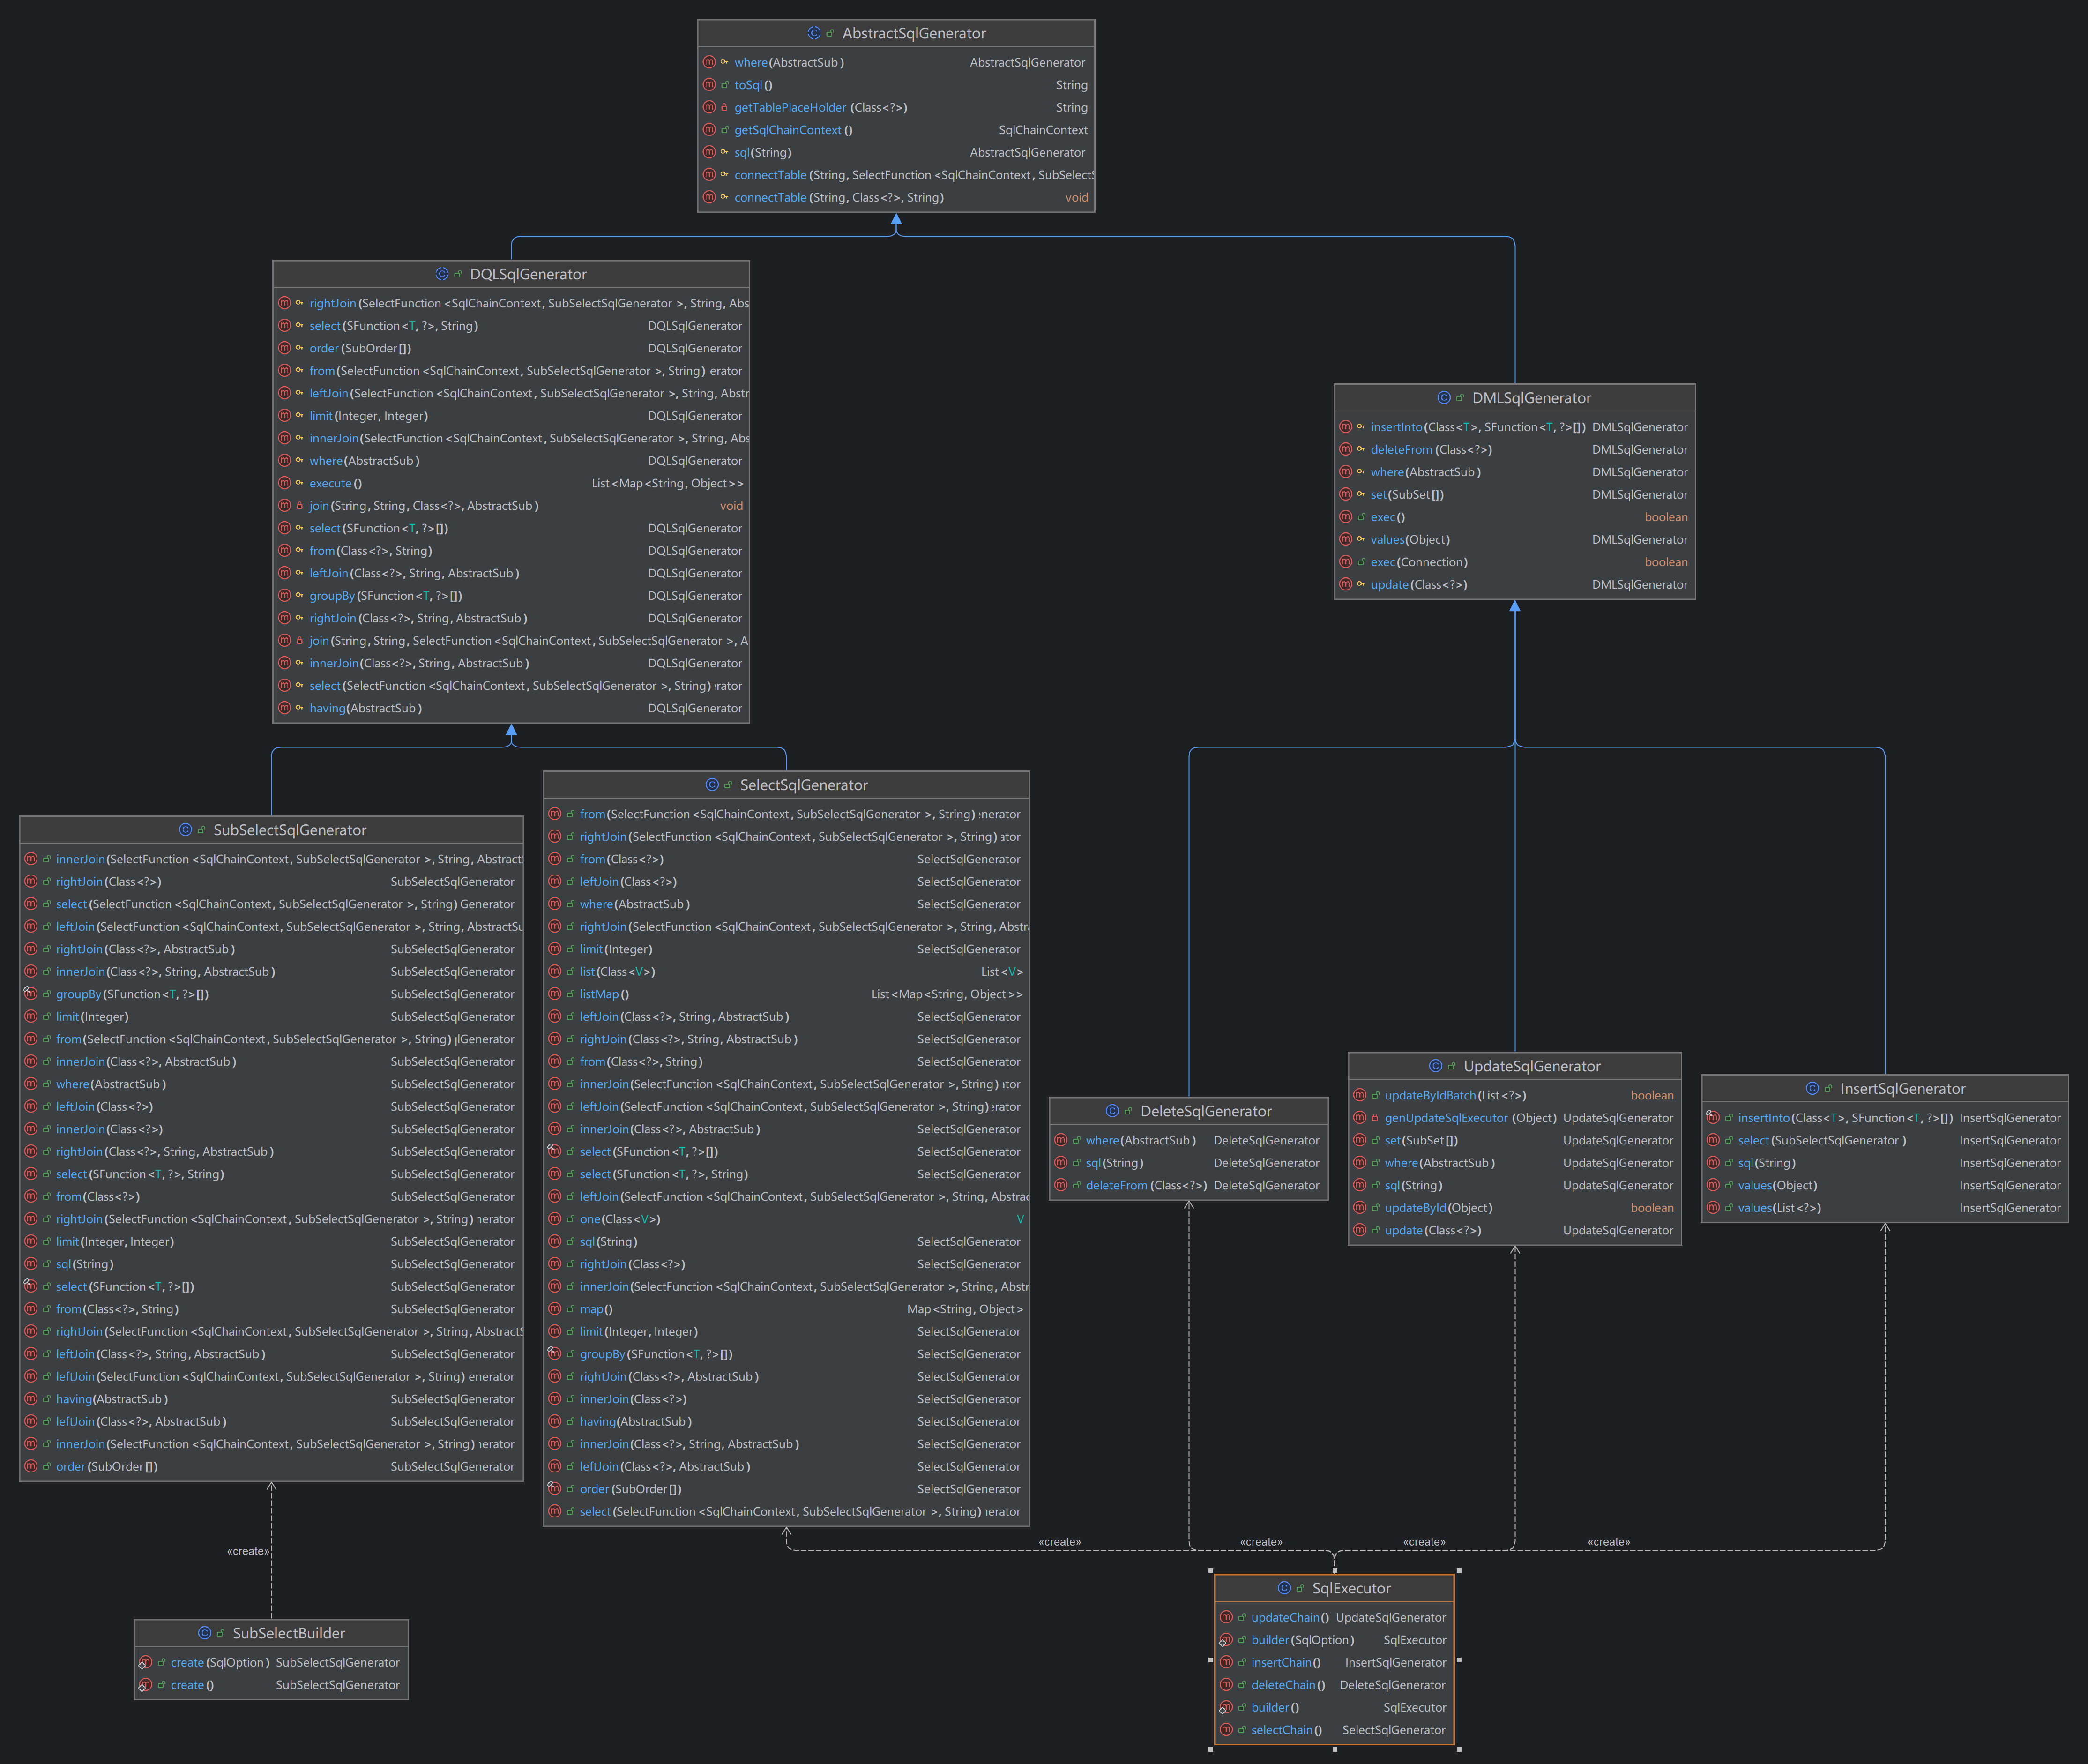 AbstractSqlGenerator
where(AbstractSub) AbstractSqlGenerator
toSql() String
getTablePlaceHolder(Class<?>) String
getSqlChainContext() SqlChainContext
sql(String) AbstractSqlGenerator
connectTable(String, SelectFunction<SqlChainContext, SubSelectS
connectTable(String, Class<?>, String) void
DQLSqlGenerator
rightJoin(SelectFunction<SqlChainContext, SubSelectSqlGenerator>, String, Abs
select(SFunction<T, ?>, String) DQLSqlGenerator
order(SubOrder[]) DQLSqlGenerator
from(SelectFunction<SqlChainContext, SubSelectSqlGenerator>, String) erator
leftJoin(SelectFunction<SqlChainContext, SubSelectSqlGenerator>, String, Abstr
limit(Integer, Integer) DQLSqlGenerator
innerJoin(SelectFunction<SqlChainContext, SubSelectSqlGenerator>, String, Abs
where(AbstractSub) DQLSqlGenerator
execute() List<Map<String, Object>>
join(String, String, Class<?>, AbstractSub) void
select(SFunction<T, ?>[]) DQLSqlGenerator
from(Class<?>, String) DQLSqlGenerator
leftJoin(Class<?>, String, AbstractSub) DQLSqlGenerator
groupBy(SFunction<T, ?>[]) DQLSqlGenerator
rightJoin(Class<?>, String, AbstractSub) DQLSqlGenerator
join(String, String, SelectFunction<SqlChainContext, SubSelectSqlGenerator>, A
innerJoin(Class<?>, String, AbstractSub) DQLSqlGenerator
select(SelectFunction<SqlChainContext, SubSelectSqlGenerator>, String) rator
having(AbstractSub) DQLSqlGenerator
DMLSqlGenerator
insertInto(Class<T>, SFunction<T, ?>[]) DMLSqlGenerator
deleteFrom(Class<?>) DMLSqlGenerator
where(AbstractSub) DMLSqlGenerator
set(SubSet[]) DMLSqlGenerator
exec() boolean
values(Object) DMLSqlGenerator
exec(Connection) boolean
update(Class<?>) DMLSqlGenerator
SubSelectSqlGenerator
innerJoin(SelectFunction<SqlChainContext, SubSelectSqlGenerator>, String, Abstract
rightJoin(Class<?>) SubSelectSqlGenerator
select(SelectFunction<SqlChainContext, SubSelectSqlGenerator>, String) Generator
leftJoin(SelectFunction<SqlChainContext, SubSelectSqlGenerator>, String, AbstractSu
rightJoin(Class<?>, AbstractSub) SubSelectSqlGenerator
innerJoin(Class<?>, String, AbstractSub) SubSelectSqlGenerator
groupBy(SFunction<T, ?>[]) SubSelectSqlGenerator
limit(Integer) SubSelectSqlGenerator
from(SelectFunction<SqlChainContext, SubSelectSqlGenerator>, String) lGenerator
innerJoin(Class<?>, AbstractSub) SubSelectSqlGenerator
where(AbstractSub) SubSelectSqlGenerator
leftJoin(Class<?>) SubSelectSqlGenerator
innerJoin(Class<?>) SubSelectSqlGenerator
rightJoin(Class<?>, String, AbstractSub) SubSelectSqlGenerator
select(SFunction<T, ?>, String) SubSelectSqlGenerator
from(Class<?>) SubSelectSqlGenerator
rightJoin(SelectFunction<SqlChainContext, SubSelectSqlGenerator>, String) nerator
limit(Integer, Integer) SubSelectSqlGenerator
sql(String) SubSelectSqlGenerator
select(SFunction<T, ?>[]) SubSelectSqlGenerator
from(Class<?>, String) SubSelectSqlGenerator
rightJoin(SelectFunction<SqlChainContext, SubSelectSqlGenerator>, String, AbstractS
leftJoin(Class<?>, String, AbstractSub) SubSelectSqlGenerator
leftJoin(SelectFunction<SqlChainContext, SubSelectSqlGenerator>, String) enerator
having(AbstractSub) SubSelectSqlGenerator
leftJoin(Class<?>, AbstractSub) SubSelectSqlGenerator
innerJoin(SelectFunction<SqlChainContext, SubSelectSqlGenerator>, String) nerator
order(SubOrder[]) SubSelectSqlGenerator
SelectSqlGenerator
from(SelectFunction<SqlChainContext, SubSelectSqlGenerator>, String) nerator
rightJoin(SelectFunction<SqlChainContext, SubSelectSqlGenerator>, String) ator
from(Class<?>) SelectSqlGenerator
leftJoin(Class<?>) SelectSqlGenerator
where(AbstractSub) SelectSqlGenerator
rightJoin(SelectFunction<SqlChainContext, SubSelectSqlGenerator>, String, Abstr
limit(Integer) SelectSqlGenerator
list(Class<V>) List<V>
listMap() List<Map<String, Object>>
leftJoin(Class<?>, String, AbstractSub) SelectSqlGenerator
rightJoin(Class<?>, String, AbstractSub) SelectSqlGenerator
from(Class<?>, String) SelectSqlGenerator
innerJoin(SelectFunction<SqlChainContext, SubSelectSqlGenerator>, String) ator
leftJoin(SelectFunction<SqlChainContext, SubSelectSqlGenerator>, String) erator
innerJoin(Class<?>, AbstractSub) SelectSqlGenerator
select(SFunction<T, ?>[]) SelectSqlGenerator
select(SFunction<T, ?>, String) SelectSqlGenerator
leftJoin(SelectFunction<SqlChainContext, SubSelectSqlGenerator>, String, Abstrac
one(Class<V>) V
sql(String) SelectSqlGenerator
rightJoin(Class<?>) SelectSqlGenerator
innerJoin(SelectFunction<SqlChainContext, SubSelectSqlGenerator>, String, Abstr
map() Map<String, Object>
limit(Integer, Integer) SelectSqlGenerator
groupBy(SFunction<T, ?>[]) SelectSqlGenerator
rightJoin(Class<?>, AbstractSub) SelectSqlGenerator
innerJoin(Class<?>) SelectSqlGenerator
having(AbstractSub) SelectSqlGenerator
innerJoin(Class<?>, String, AbstractSub) SelectSqlGenerator
leftJoin(Class<?>, AbstractSub) SelectSqlGenerator
order(SubOrder[]) SelectSqlGenerator
select(SelectFunction<SqlChainContext, SubSelectSqlGenerator>, String) nerator
DeleteSqlGenerator
where(AbstractSub) DeleteSqlGenerator
sql(String) DeleteSqlGenerator
deleteFrom(Class<?>) DeleteSqlGenerator
UpdateSqlGenerator
updateByIdBatch(List<?>) boolean
genUpdateSqlExecutor(Object) UpdateSqlGenerator
set(SubSet[]) UpdateSqlGenerator
where(AbstractSub) UpdateSqlGenerator
sql(String) UpdateSqlGenerator
updateById(Object) boolean
update(Class<?>) UpdateSqlGenerator
InsertSqlGenerator
insertInto(Class<T>, SFunction<T, ?>[]) InsertSqlGenerator
select(SubSelectSqlGenerator) InsertSqlGenerator
sql(String) InsertSqlGenerator
values(Object) InsertSqlGenerator
values(List<?>) InsertSqlGenerator
«create»
«create»
«create»
«create»
«create»
SubSelectBuilder
create(SqlOption) SubSelectSqlGenerator
create() SubSelectSqlGenerator
SqlExecutor
updateChain() UpdateSqlGenerator
builder(SqlOption) SqlExecutor
insertChain() InsertSqlGenerator
deleteChain() DeleteSqlGenerator
builder() SqlExecutor
selectChain() SelectSqlGenerator